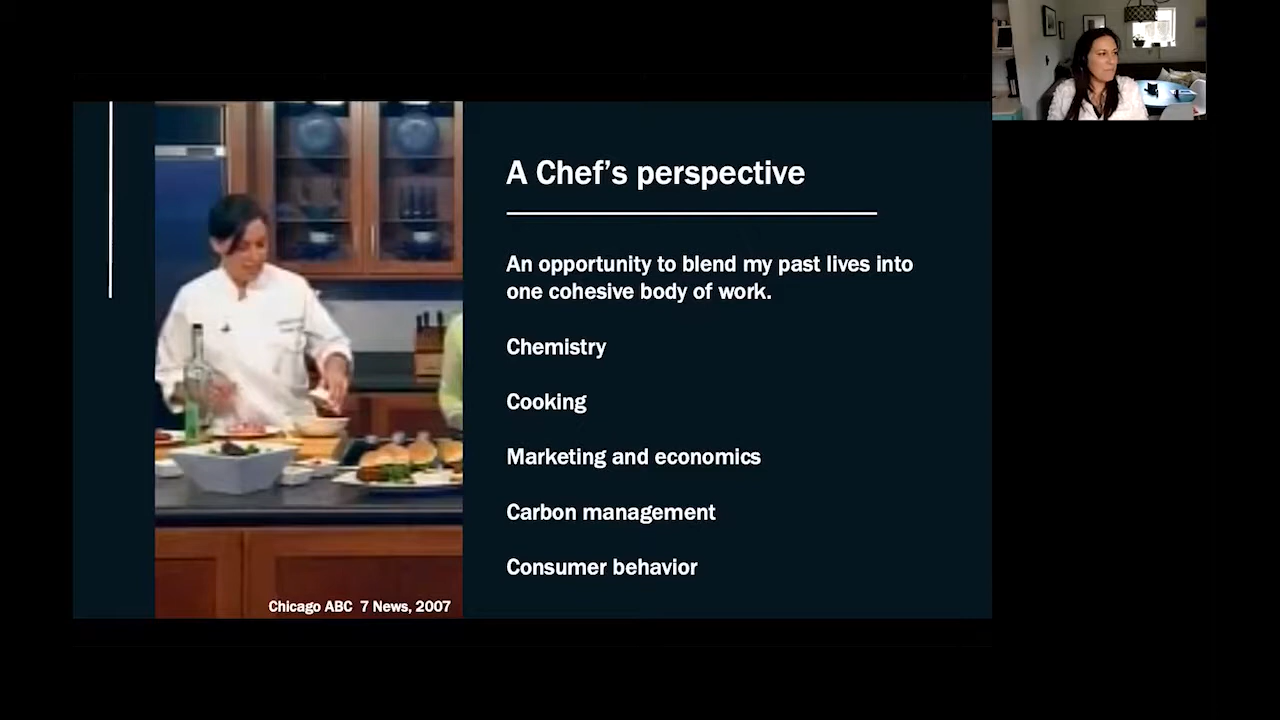 A Chef’s perspective
An opportunity to blend my past lives into
one cohesive body of work.
Chemistry
Cooking
Marketing and economics
Carbon management
Consumer behavior
Chicago ABC 7 News, 2007